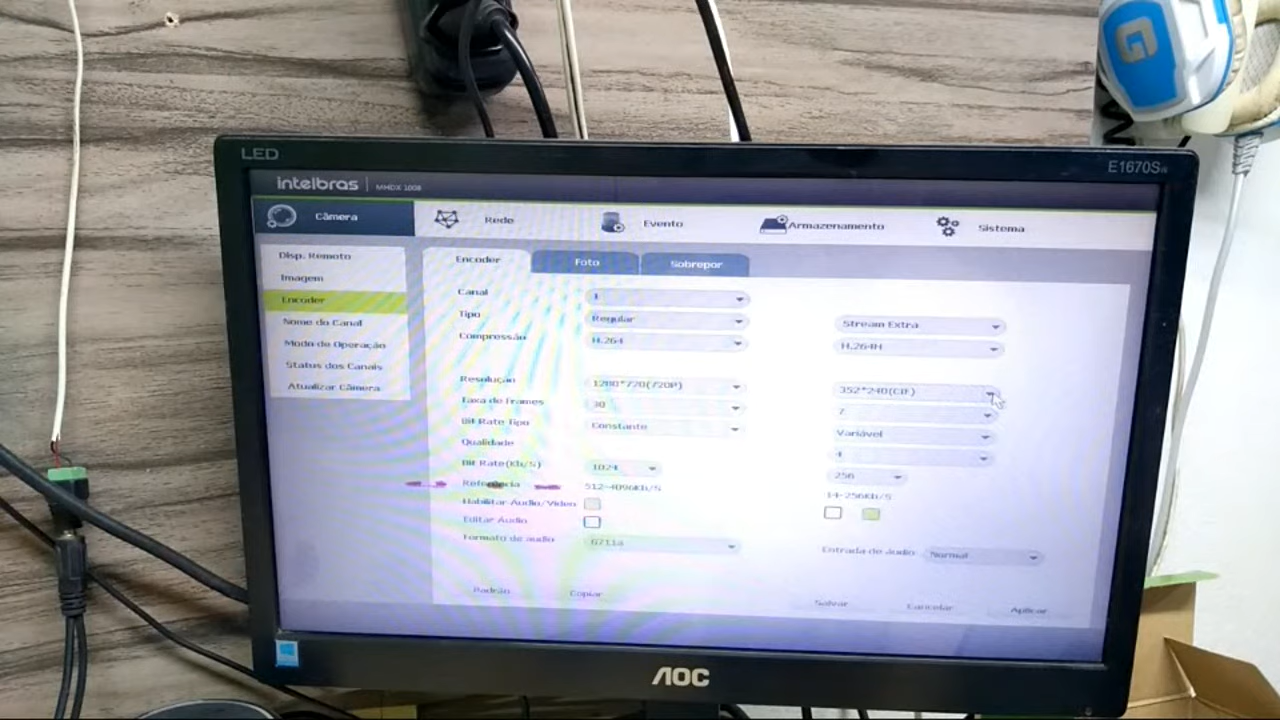 LED
E1670S
intelbras | MHDX 1008
Câmera Rede Evento Armazenamento Sistema
Disp. Remoto
Imagem
Encoder
Nome do Canal
Modo de Operação
Status dos Canais
Atualizar Câmera
Encoder Foto Sobrepor
Canal 1
Tipo Regular Stream Extra
Compressão H.264 H.264H
Resolução 1280*720(720P) 352*240(CIF)
Taxa de Frames 30 7
Bit Rate Tipo Constante Variável
Qualidade 4
Bit Rate(Kb/S) 1024 256
Referência 512~4096Kb/S 14~256Kb/S
Habilitar Áudio/Vídeo
Editar Áudio
Formato de áudio G711a Entrada de áudio Normal
Padrão Copiar Salvar Cancelar Aplicar
AOC